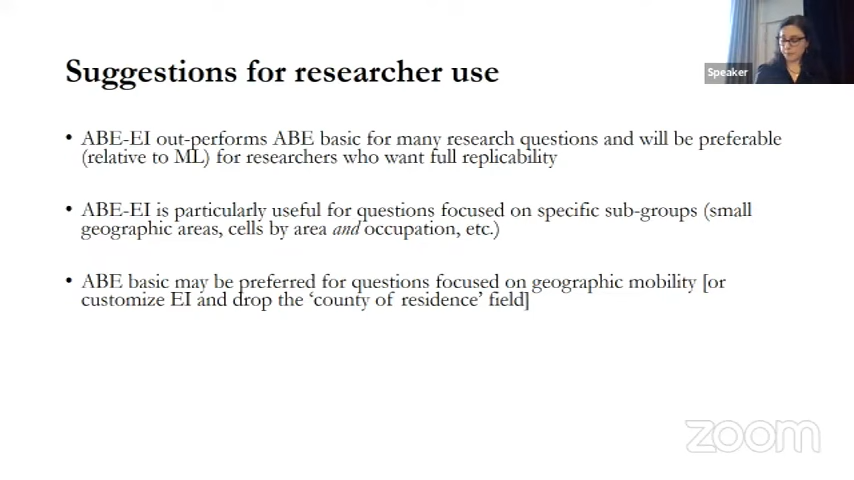 Suggestions for researcher use
Speaker
• ABE-EI out-performs ABE basic for many research questions and will be preferable
(relative to ML) for researchers who want full replicability
• ABE-EI is particularly useful for questions focused on specific sub-groups (small
geographic areas, cells by area and occupation, etc.)
• ABE basic may be preferred for questions focused on geographic mobility [or
customize EI and drop the ‘county of residence’ field]
zoom